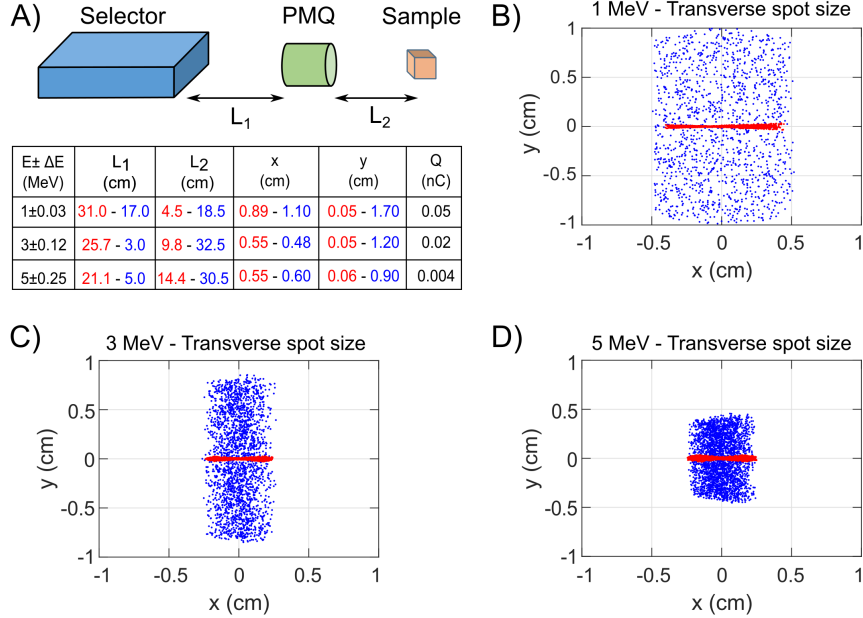 A)
Selector
PMQ
Sample
L1
L2
E± ΔE (MeV) L1 (cm) L2 (cm) x (cm) y (cm) Q (nC)
1±0.03 31.0 - 17.0 4.5 - 18.5 0.89 - 1.10 0.05 - 1.70 0.05
3±0.12 25.7 - 3.0 9.8 - 32.5 0.55 - 0.48 0.05 - 1.20 0.02
5±0.25 21.1 - 5.0 14.4 - 30.5 0.55 - 0.60 0.06 - 0.90 0.004
B)
1 MeV - Transverse spot size
1
0.5
0
-0.5
-1
y (cm)
-1 -0.5 0 0.5 1
x (cm)
C)
3 MeV - Transverse spot size
1
0.5
0
-0.5
-1
y (cm)
-1 -0.5 0 0.5 1
x (cm)
D)
5 MeV - Transverse spot size
1
0.5
0
-0.5
-1
y (cm)
-1 -0.5 0 0.5 1
x (cm)